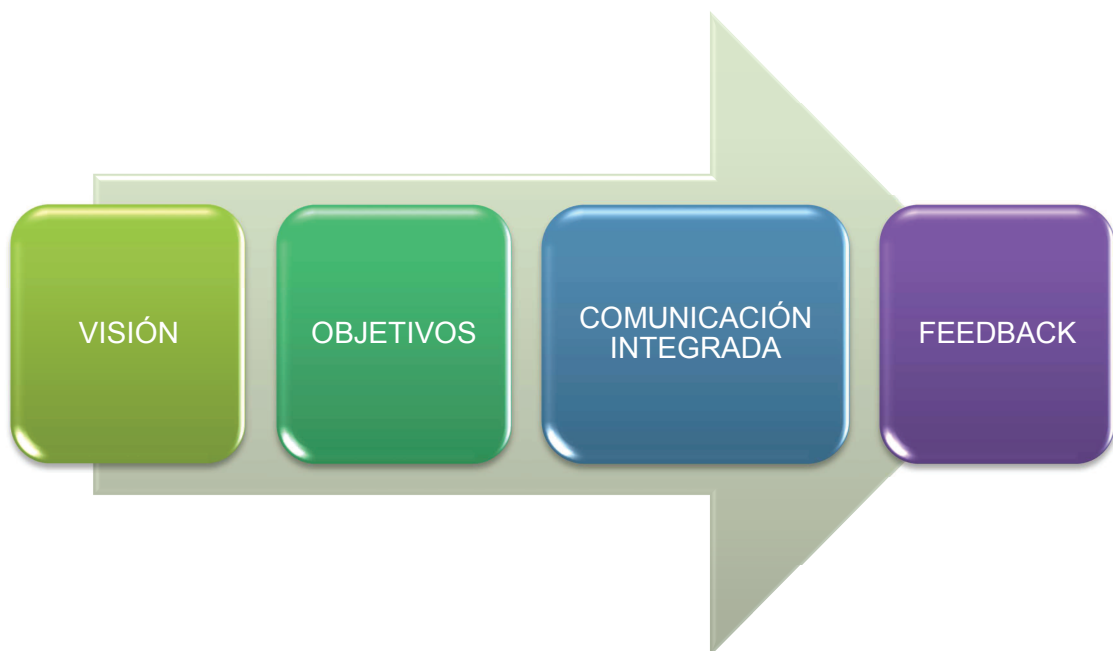 VISIÓN
OBJETIVOS
COMUNICACIÓN
INTEGRADA
FEEDBACK